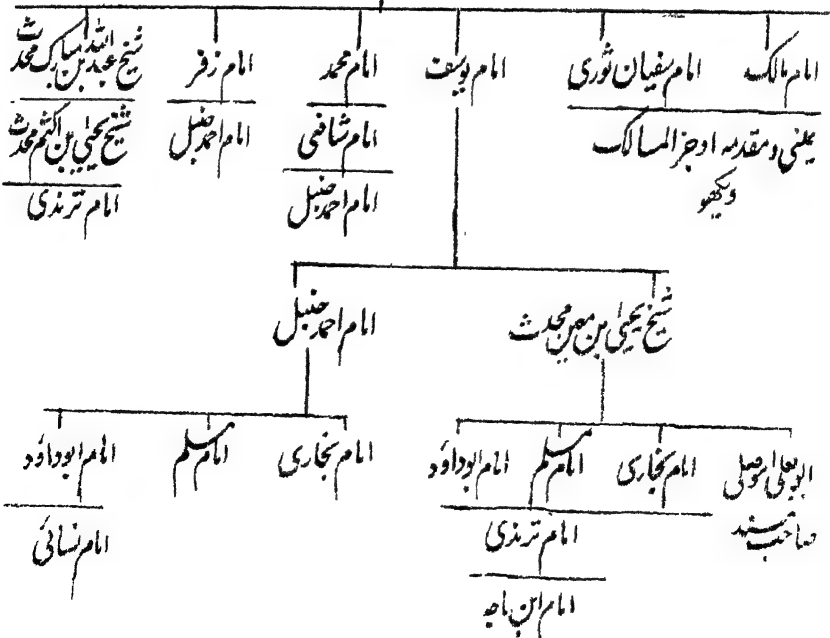 امام مالک
امام سفیان ثوری
امام یوسف
امام محمد
امام زفر
شیخ عبداللہ بن مبارک محدث
یمنی و مقدمہ اوجز المسالک
دیکھو
امام شافعی
امام احمد حنبل
امام احمد حنبل
شیخ یحییٰ بن اکثم محدث
امام ترمذی
شیخ یحییٰ بن معین محدث
امام احمد حنبل
ابو یعلی موصلی
صاحب مسند
امام بخاری
امام مسلم
امام ابوداؤد
امام ترمذی
امام ابن ماجہ
امام بخاری
امام مسلم
امام ابوداؤد
امام نسائی